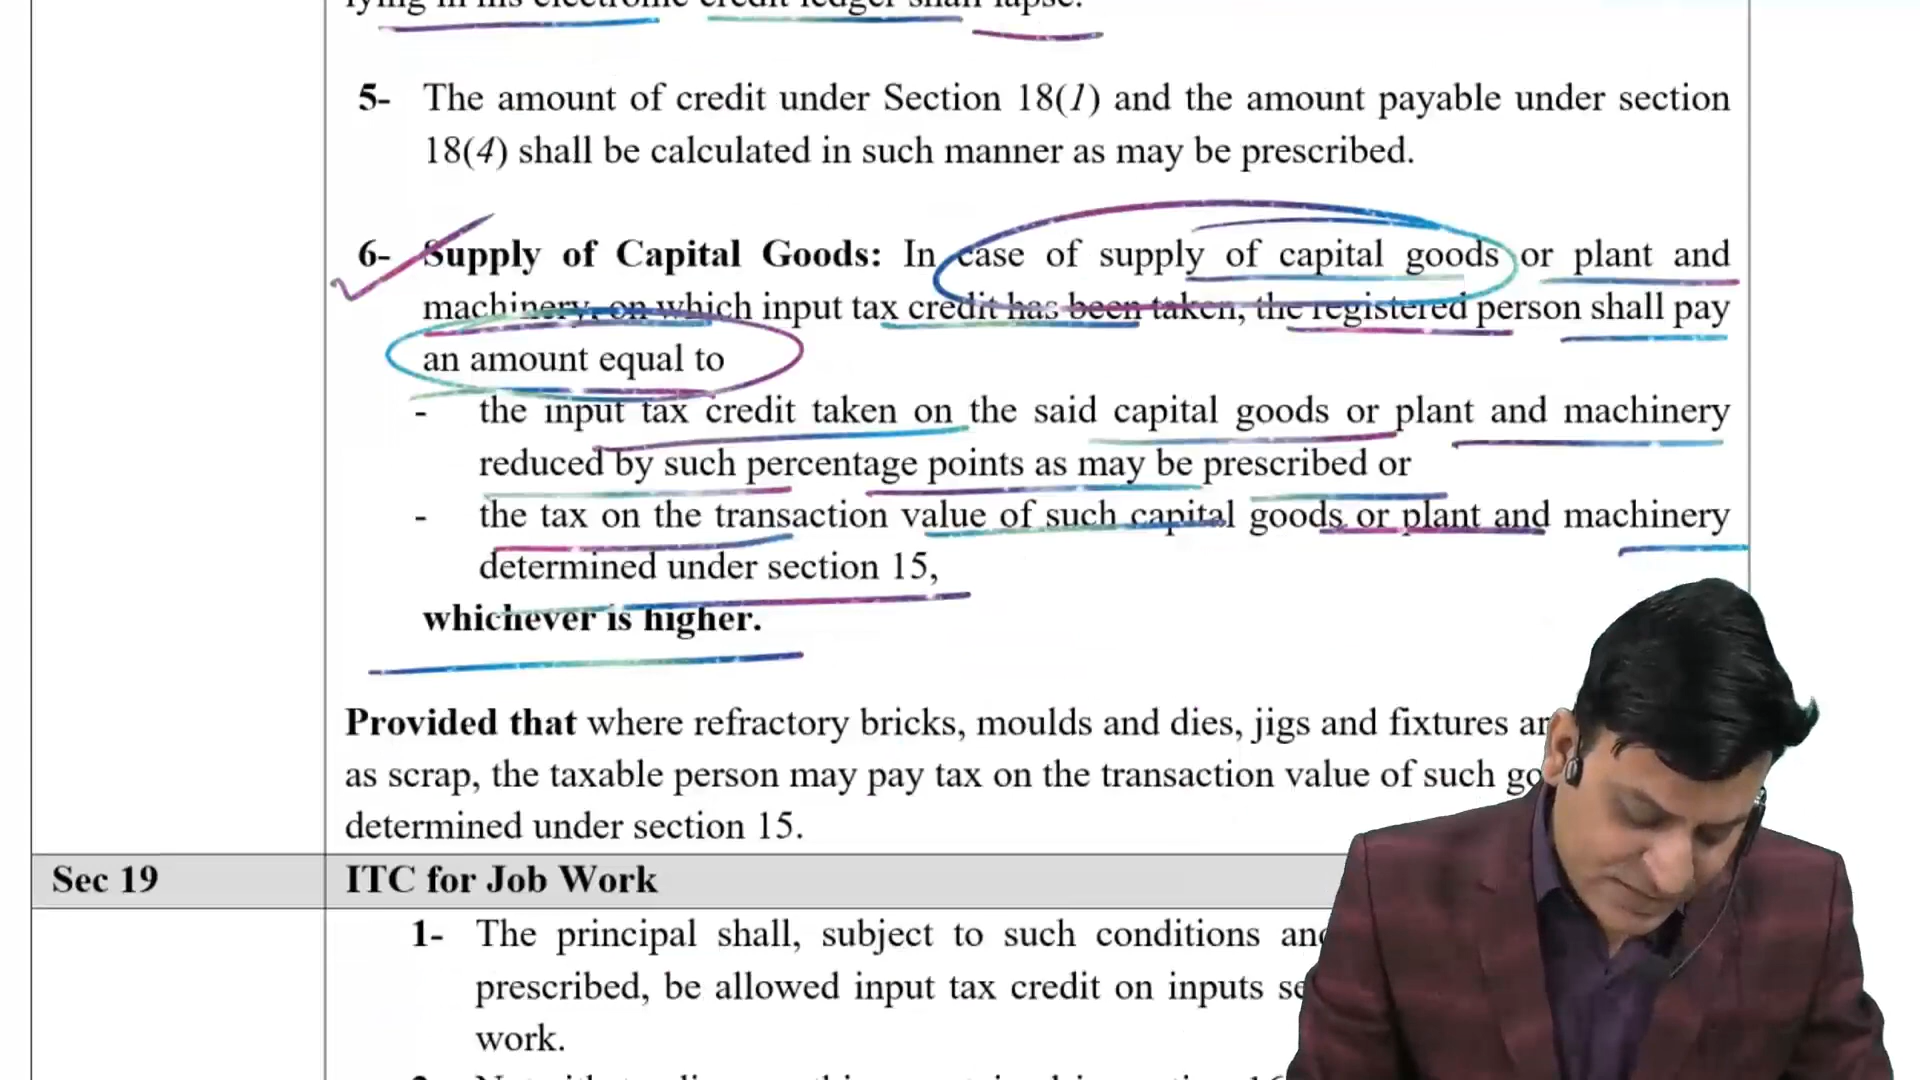 lying in his electronic credit ledger shall lapse.
5- The amount of credit under Section 18(1) and the amount payable under section
18(4) shall be calculated in such manner as may be prescribed.
6- Supply of Capital Goods: In case of supply of capital goods or plant and
machinery, on which input tax credit has been taken, the registered person shall pay
an amount equal to
- the input tax credit taken on the said capital goods or plant and machinery
reduced by such percentage points as may be prescribed or
- the tax on the transaction value of such capital goods or plant and machinery
determined under section 15,
whichever is higher.
Provided that where refractory bricks, moulds and dies, jigs and fixtures
as scrap, the taxable person may pay tax on the transaction value of such
determined under section 15.
Sec 19 ITC for Job Work
1- The principal shall, subject to such conditions
prescribed, be allowed input tax credit on inputs
work.